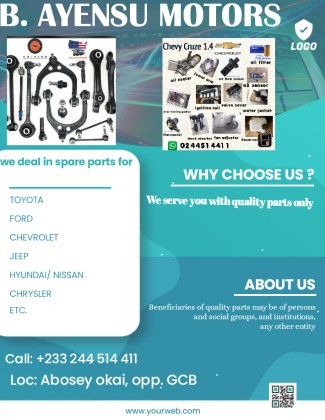 B. AYENSU MOTORS
LOGO
Chevy Cruze 1.4
CHEVROLET
oil cooler
oil filter
oil sensor
ignition coil
valve cover
water jacket
thermostat
fan adjuster
0244514411
we deal in spare parts for
TOYOTA
FORD
CHEVROLET
JEEP
HYUNDAI/ NISSAN
CHRYSLER
ETC.
WHY CHOOSE US ?
We serve you with quality parts only
ABOUT US
Beneficiaries of quality parts may be of persons
and social groups, and institutions,
any other entity
Call: +233 244 514 411
Loc: Abosey okai, opp. GCB
www.yourweb.com